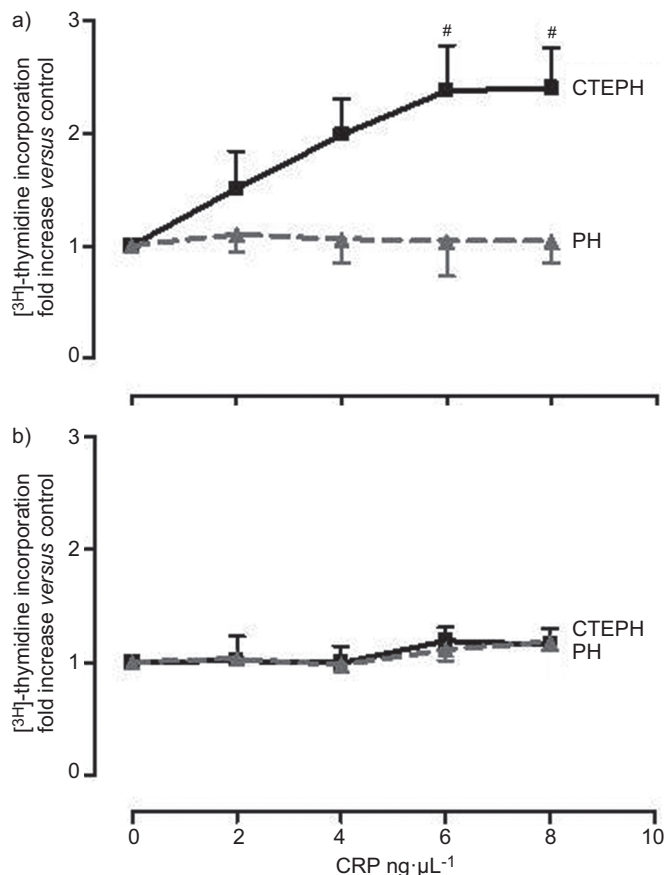 a)
[³H]-thymidine incorporation
fold increase versus control
3
2
1
0
#
#
CTEPH
PH
b)
[³H]-thymidine incorporation
fold increase versus control
3
2
1
0
CTEPH
PH
0
2
4
6
8
10
CRP ng·µL⁻¹